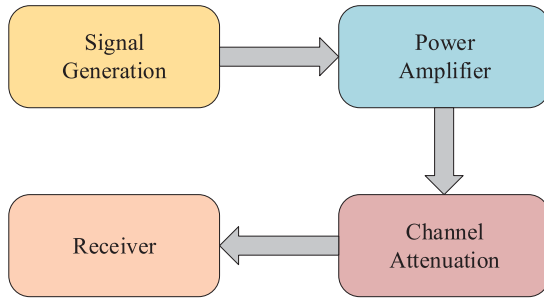 Signal
Generation
Power
Amplifier
Receiver
Channel
Attenuation